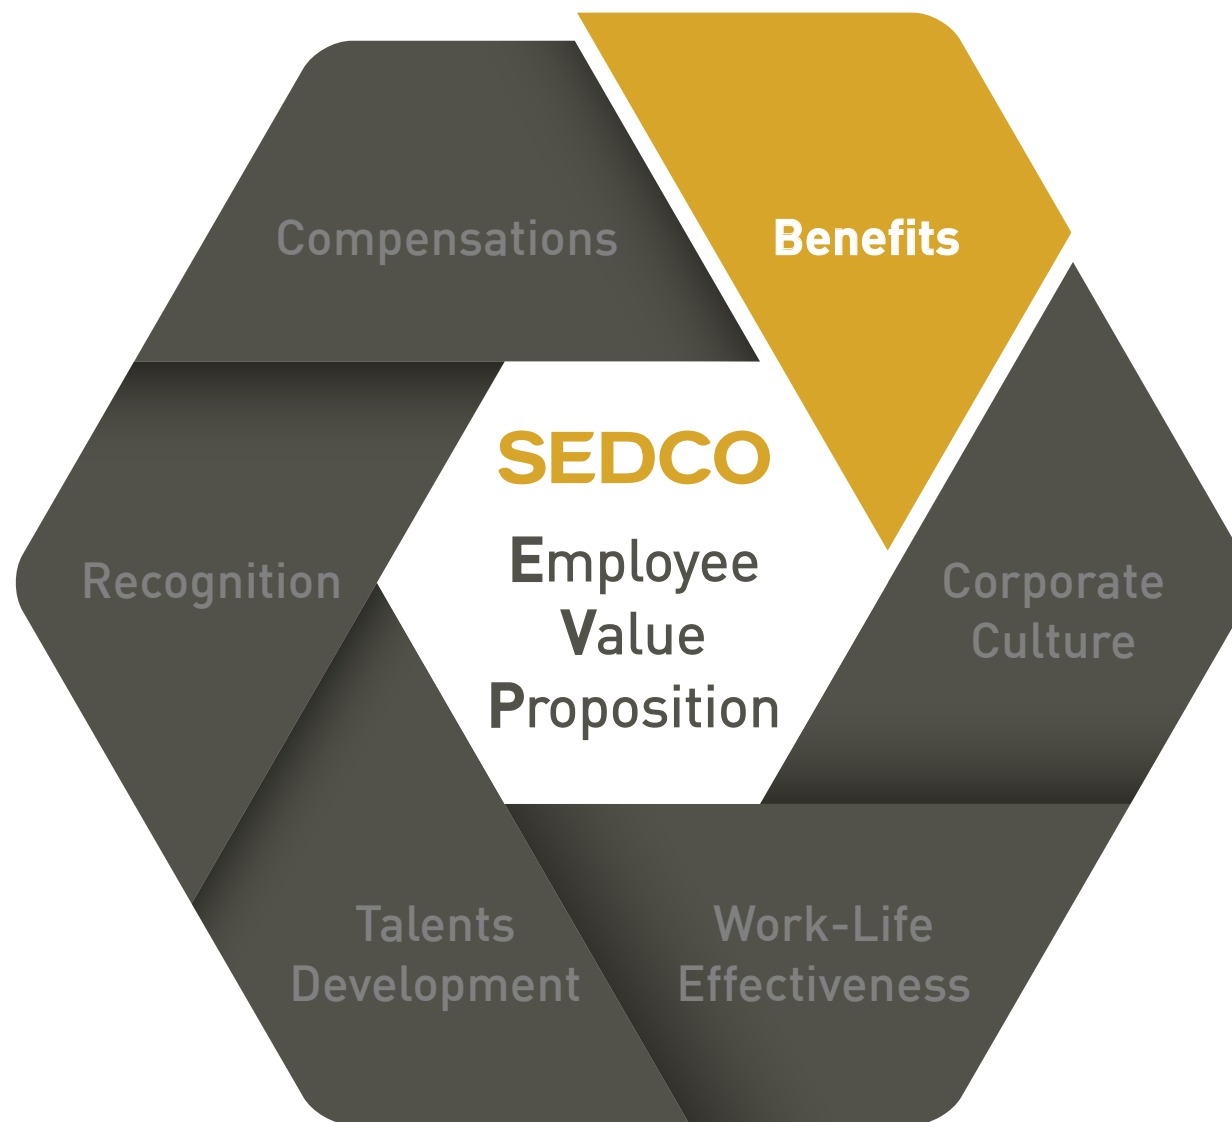 Compensations
Benefits
SEDCO
Employee
Value
Proposition
Recognition
Corporate
Culture
Talents
Development
Work-Life
Effectiveness